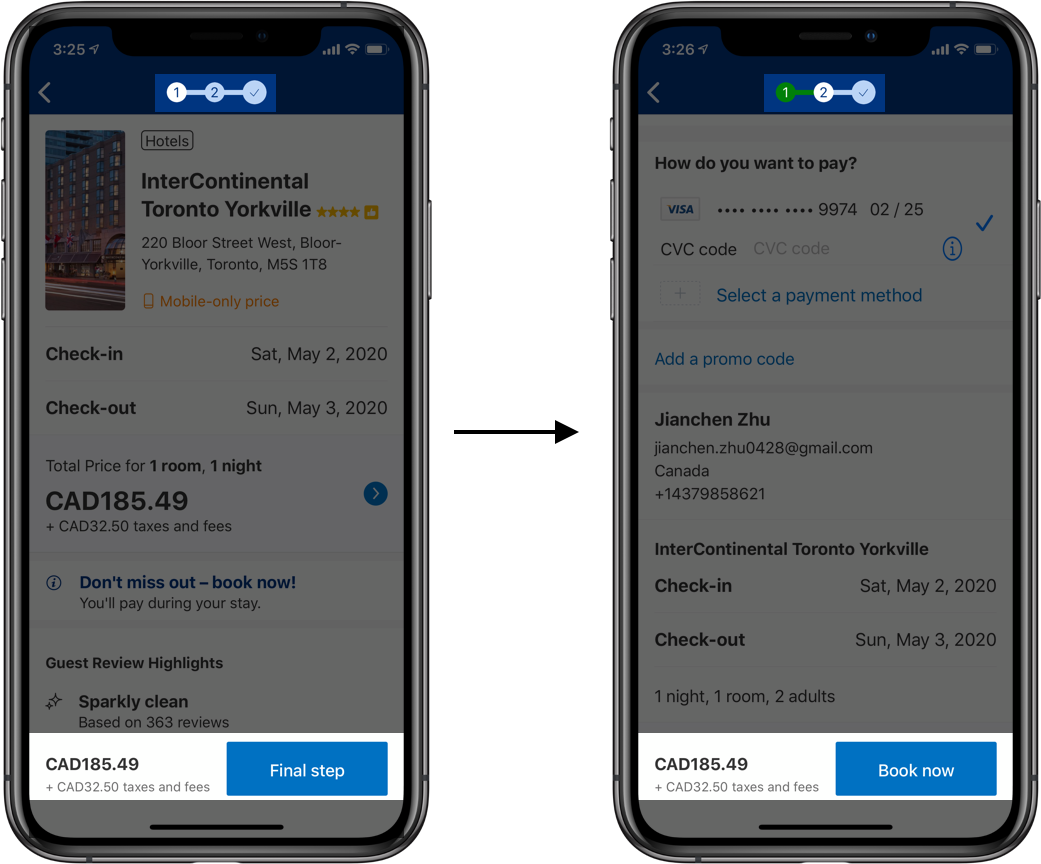 3:25
1 2
Hotels
InterContinental
Toronto Yorkville
220 Bloor Street West, Bloor-
Yorkville, Toronto, M5S 1T8
Mobile-only price
Check-in Sat, May 2, 2020
Check-out Sun, May 3, 2020
Total Price for 1 room, 1 night
CAD185.49
+ CAD32.50 taxes and fees
Don't miss out – book now!
You'll pay during your stay.
Guest Review Highlights
Sparkly clean
Based on 363 reviews
CAD185.49
+ CAD32.50 taxes and fees
Final step
3:26
1 2
How do you want to pay?
VISA •••• •••• •••• 9974 02 / 25
CVC code CVC code
Select a payment method
Add a promo code
Jianchen Zhu
jianchen.zhu0428@gmail.com
Canada
+14379858621
InterContinental Toronto Yorkville
Check-in Sat, May 2, 2020
Check-out Sun, May 3, 2020
1 night, 1 room, 2 adults
CAD185.49
+ CAD32.50 taxes and fees
Book now